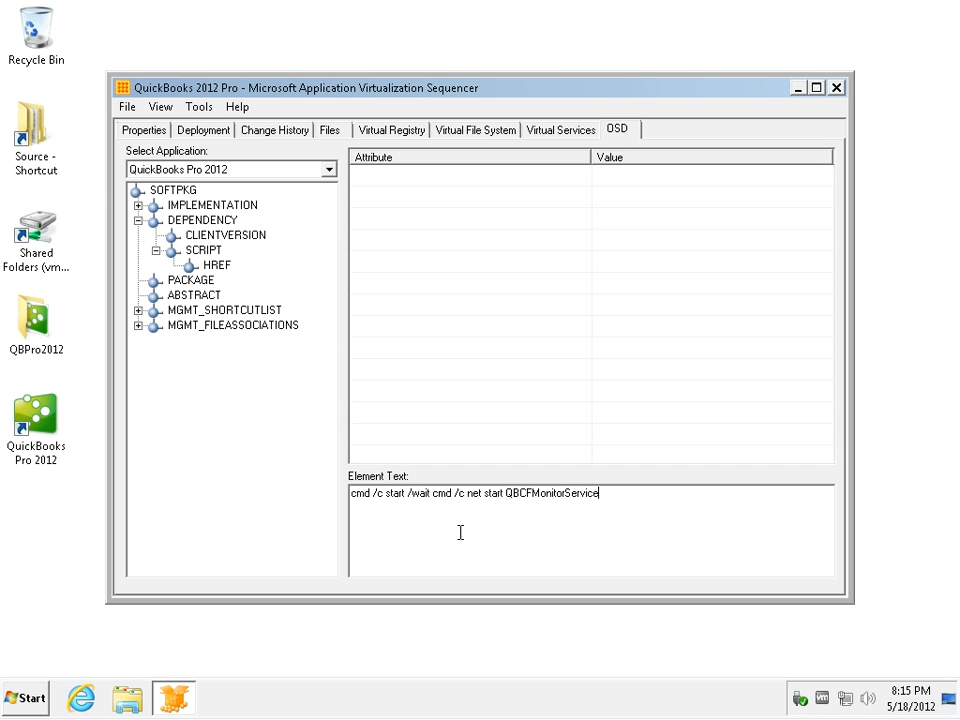 Recycle Bin
Source -
Shortcut
Shared
Folders (vm...
QBPro2012
QuickBooks
Pro 2012
QuickBooks 2012 Pro - Microsoft Application Virtualization Sequencer
File View Tools Help
Properties Deployment Change History Files Virtual Registry Virtual File System Virtual Services OSD
Select Application:
QuickBooks Pro 2012
SOFTPKG
IMPLEMENTATION
DEPENDENCY
CLIENTVERSION
SCRIPT
HREF
PACKAGE
ABSTRACT
MGMT_SHORTCUTLIST
MGMT_FILEASSOCIATIONS
Attribute Value
Element Text:
cmd /c start /wait cmd /c net start QBCFMonitorService
Start
8:15 PM
5/18/2012